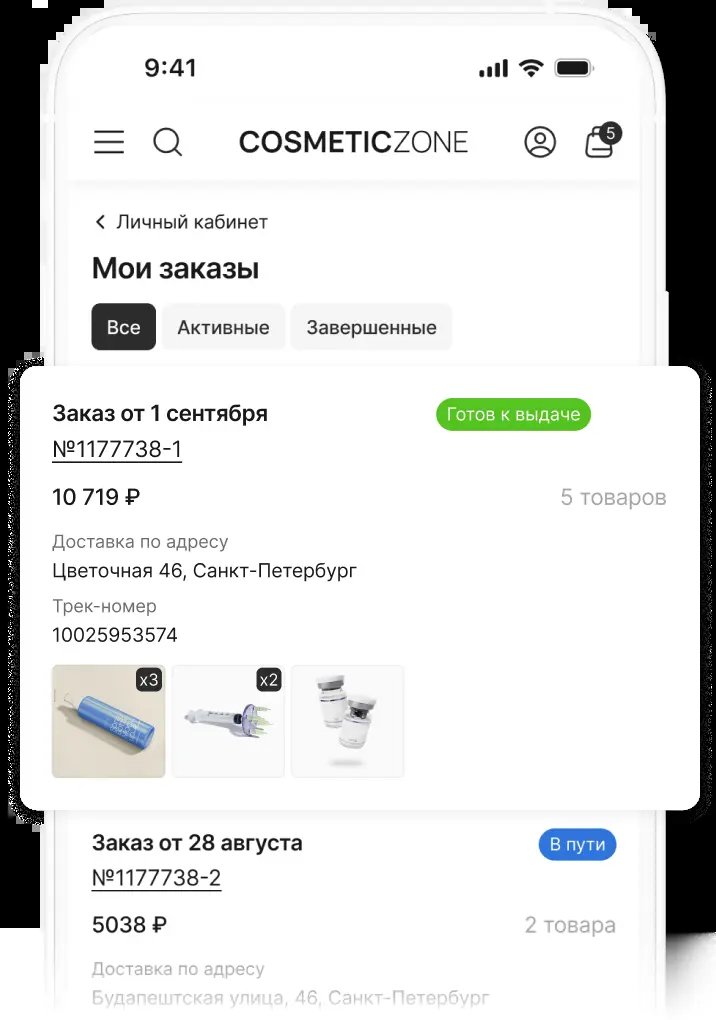 9:41
COSMETICZONE
5
Личный кабинет
Мои заказы
Все Активные Завершенные
Заказ от 1 сентября Готов к выдаче
№1177738-1
10 719 ₽ 5 товаров
Доставка по адресу
Цветочная 46, Санкт-Петербург
Трек-номер
10025953574
x3 x2
Заказ от 28 августа В пути
№1177738-2
5038 ₽ 2 товара
Доставка по адресу
Будапештская улица, 46, Санкт-Петербург